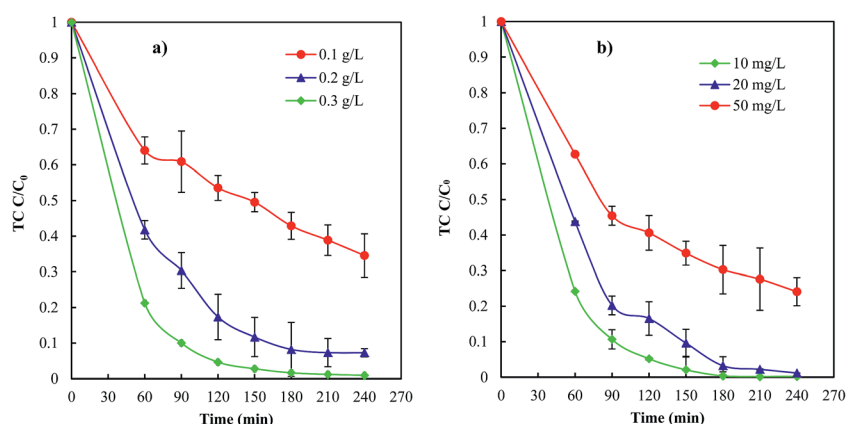 a)
0.1 g/L
0.2 g/L
0.3 g/L
TC C/C₀
1
0.9
0.8
0.7
0.6
0.5
0.4
0.3
0.2
0.1
0
0 30 60 90 120 150 180 210 240 270
Time (min)
b)
10 mg/L
20 mg/L
50 mg/L
TC C/C₀
1
0.9
0.8
0.7
0.6
0.5
0.4
0.3
0.2
0.1
0
0 30 60 90 120 150 180 210 240 270
Time (min)